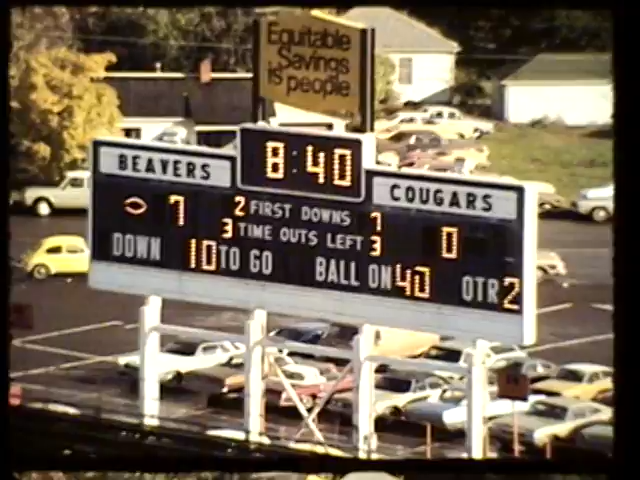 Equitable
Savings
is people
8:40
BEAVERS
COUGARS
7 2 FIRST DOWNS 1 0
3 TIME OUTS LEFT 3
DOWN 10 TO GO BALL ON 40 QTR 2